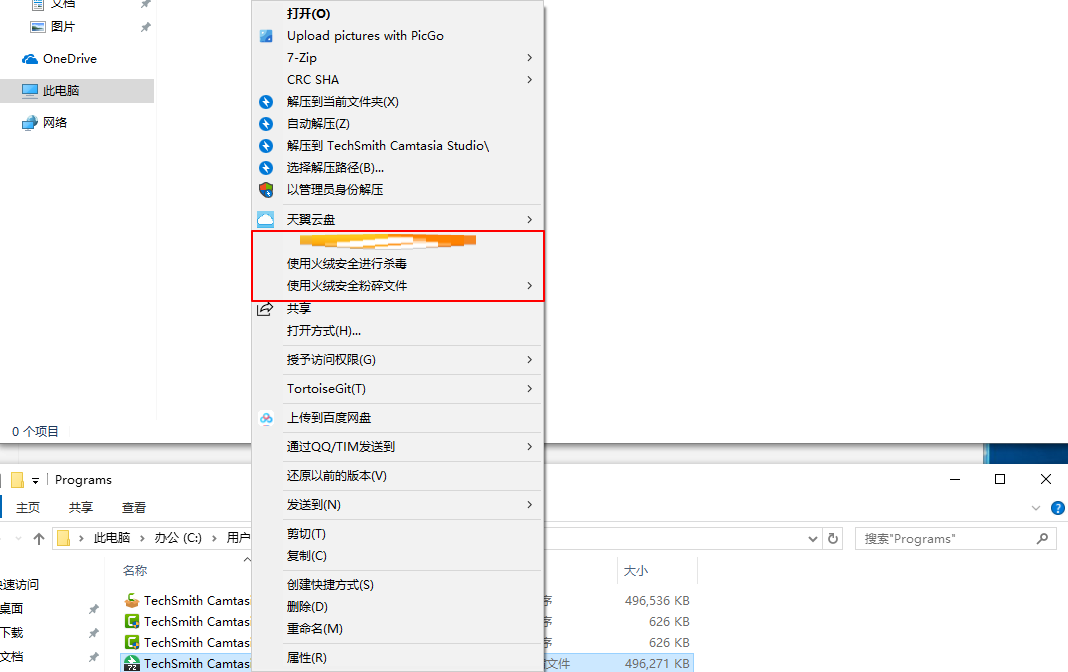 文档
图片
OneDrive
此电脑
网络
0 个项目
打开(O)
Upload pictures with PicGo
7-Zip
CRC SHA
解压到当前文件夹(X)
自动解压(Z)
解压到 TechSmith Camtasia Studio\
选择解压路径(B)...
以管理员身份解压
天翼云盘
使用火绒安全进行杀毒
使用火绒安全粉碎文件
共享
打开方式(H)...
授予访问权限(G)
TortoiseGit(T)
上传到百度网盘
通过QQ/TIM发送到
还原以前的版本(V)
发送到(N)
剪切(T)
复制(C)
创建快捷方式(S)
删除(D)
重命名(M)
属性(R)
Programs
主页 共享 查看
此电脑 办公 (C:) 用户
搜索"Programs"
名称 大小
快速访问
桌面
下载
文档
TechSmith Camtas 序 496,536 KB
TechSmith Camtas 序 626 KB
TechSmith Camtas 序 626 KB
TechSmith Camtas 文件 496,271 KB